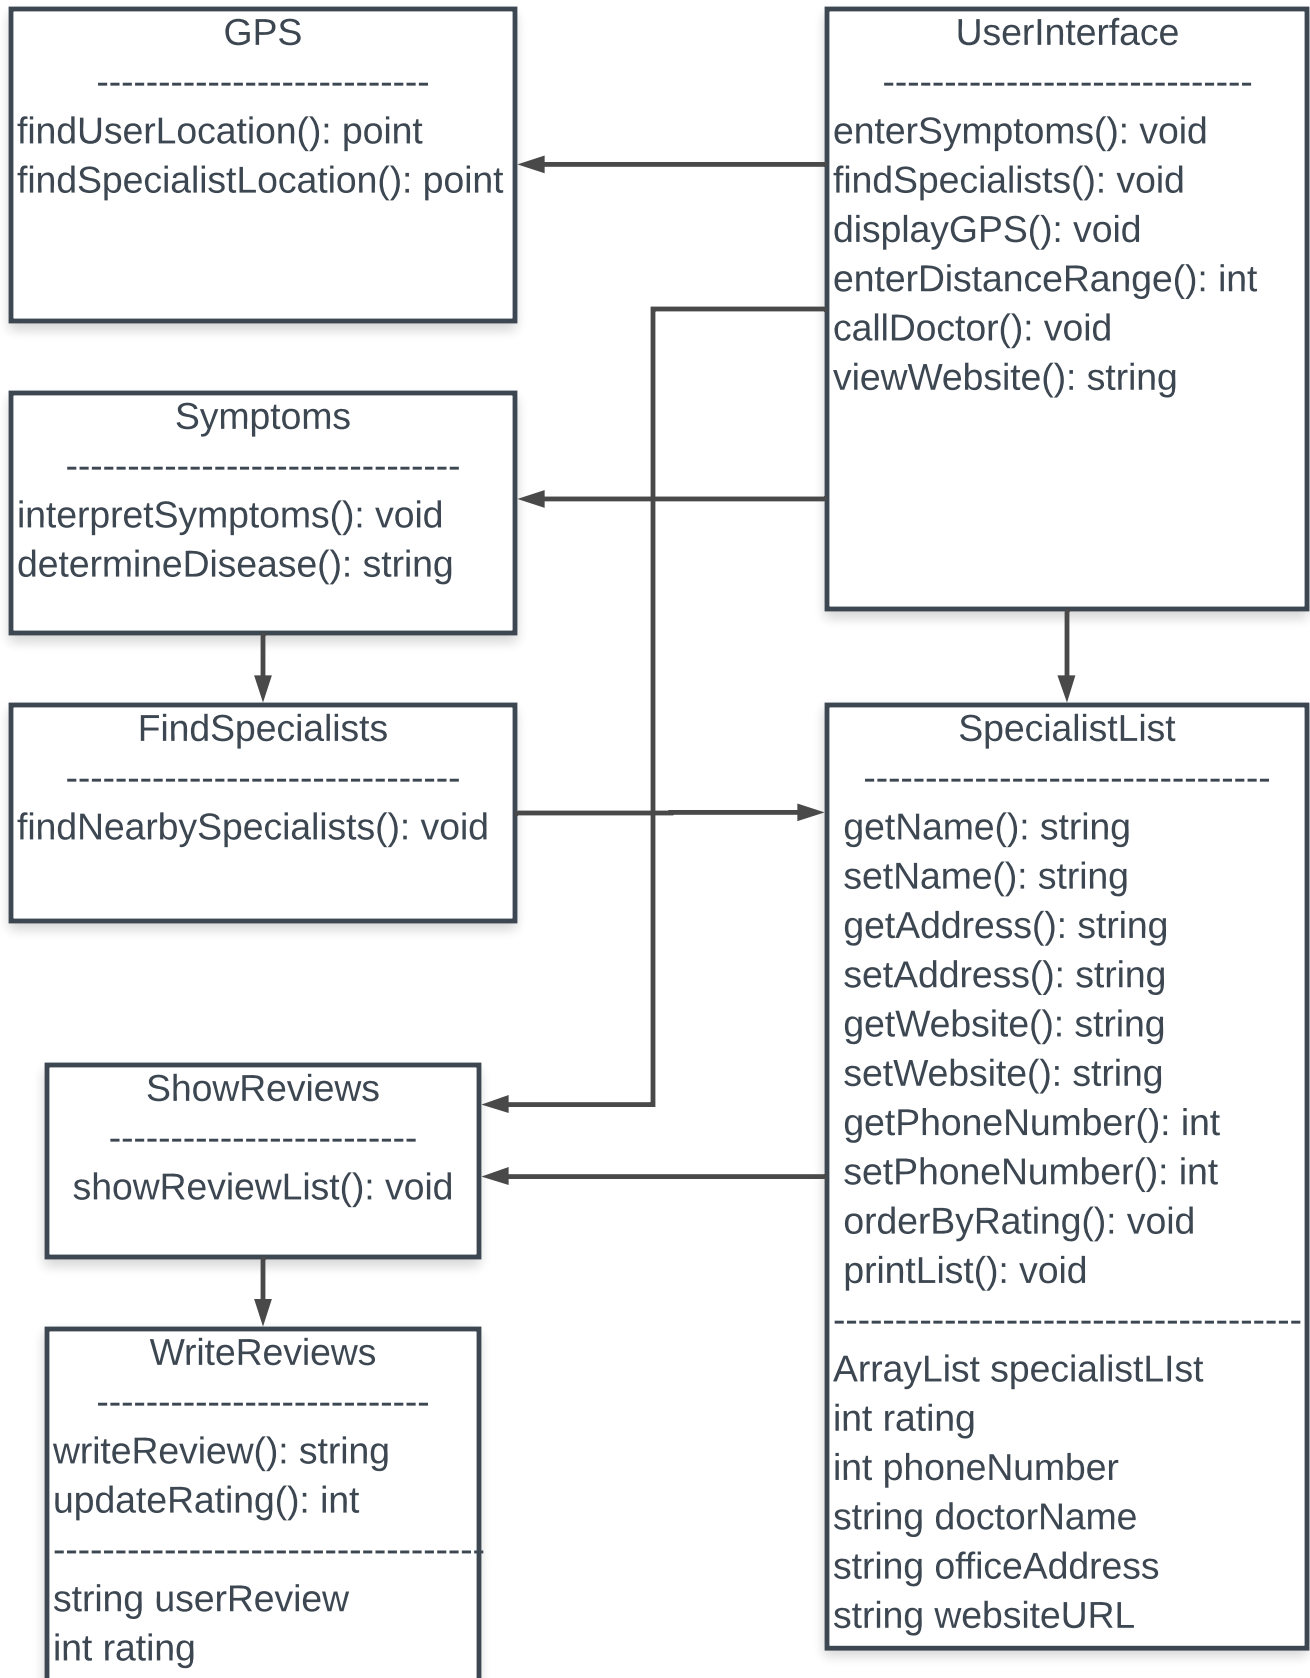 GPS
---------------------------
findUserLocation(): point
findSpecialistLocation(): point
UserInterface
------------------------------
enterSymptoms(): void
findSpecialists(): void
displayGPS(): void
enterDistanceRange(): int
callDoctor(): void
viewWebsite(): string
Symptoms
--------------------------------
interpretSymptoms(): void
determineDisease(): string
FindSpecialists
--------------------------------
findNearbySpecialists(): void
SpecialistList
---------------------------------
getName(): string
setName(): string
getAddress(): string
setAddress(): string
getWebsite(): string
setWebsite(): string
getPhoneNumber(): int
setPhoneNumber(): int
orderByRating(): void
printList(): void
--------------------------------------
ArrayList specialistLIst
int rating
int phoneNumber
string doctorName
string officeAddress
string websiteURL
ShowReviews
-------------------------
showReviewList(): void
WriteReviews
---------------------------
writeReview(): string
updateRating(): int
-----------------------------------
string userReview
int rating